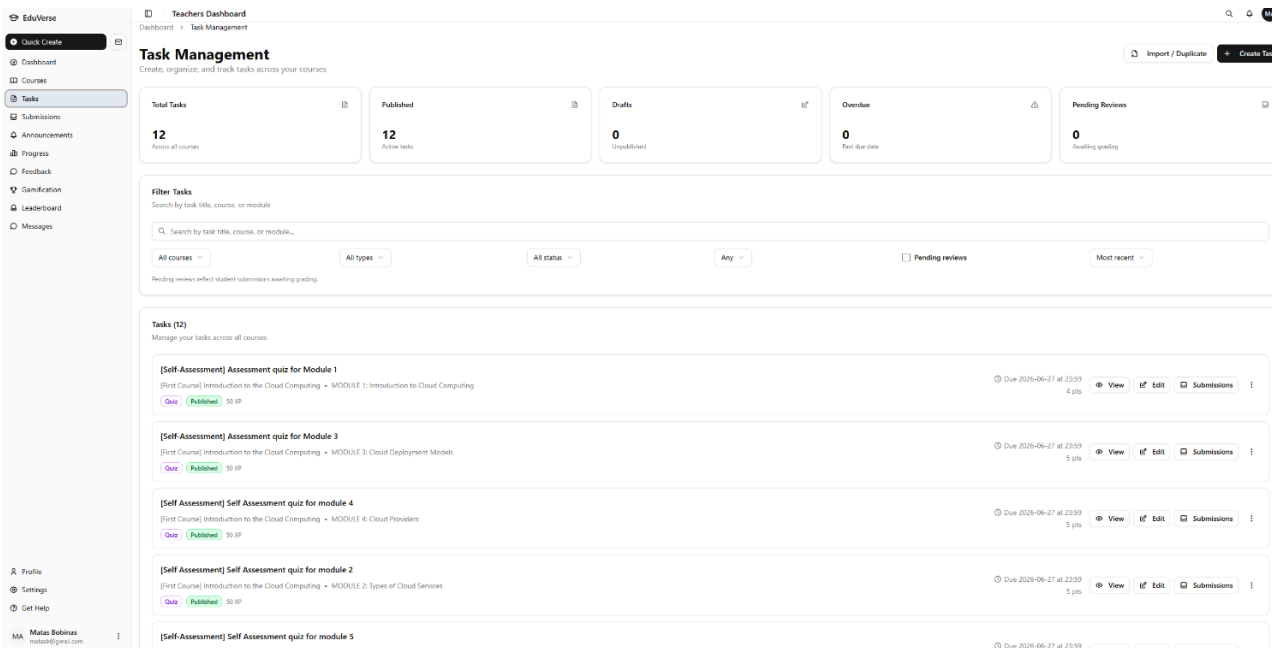 EduVerse
Quick Create
Dashboard
Courses
Tasks
Submissions
Announcements
Progress
Feedback
Gamification
Leaderboard
Messages
Profile
Settings
Get Help
MA
Matas Bobinas
matasb@gmail.com
Teachers Dashboard
Dashboard > Task Management
Task Management
Create, organize, and track tasks across your courses
Import / Duplicate
+ Create Tas
Total Tasks
12
Across all courses
Published
12
Active tasks
Drafts
0
Unpublished
Overdue
0
Past due date
Pending Reviews
0
Awaiting grading
Filter Tasks
Search by task title, course, or module
Search by task title, course, or module...
All courses
All types
All status
Any
Pending reviews
Most recent
Pending reviews reflect student submissions awaiting grading.
Tasks (12)
Manage your tasks across all courses
[Self-Assessment] Assessment quiz for Module 1
[First Course] Introduction to the Cloud Computing • MODULE 1: Introduction to Cloud Computing
Quiz Published 50 XP
Due 2026-06-27 at 23:59
4 pts
View Edit Submissions
[Self-Assessment] Assessment quiz for Module 3
[First Course] Introduction to the Cloud Computing • MODULE 3: Cloud Deployment Models
Quiz Published 50 XP
Due 2026-06-27 at 23:59
5 pts
View Edit Submissions
[Self Assessment] Self Assessment quiz for module 4
[First Course] Introduction to the Cloud Computing • MODULE 4: Cloud Providers
Quiz Published 50 XP
Due 2026-06-27 at 23:59
5 pts
View Edit Submissions
[Self Assessment] Self Assessment quiz for module 2
[First Course] Introduction to the Cloud Computing • MODULE 2: Types of Cloud Services
Quiz Published 50 XP
Due 2026-06-27 at 23:59
5 pts
View Edit Submissions
[Self-Assessment] Self Assessment quiz for module 5
Due 2026-06-27 at 23:59